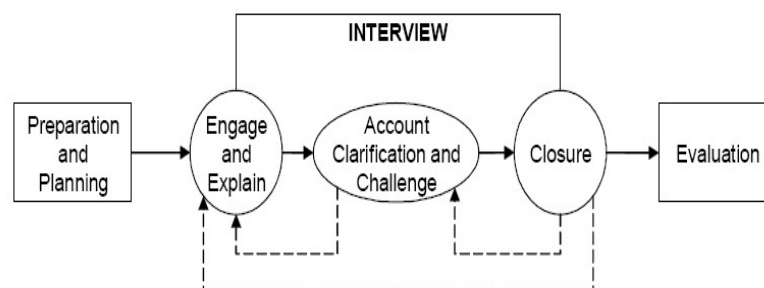 INTERVIEW
Preparation
and
Planning
Engage
and
Explain
Account
Clarification and
Challenge
Closure
Evaluation